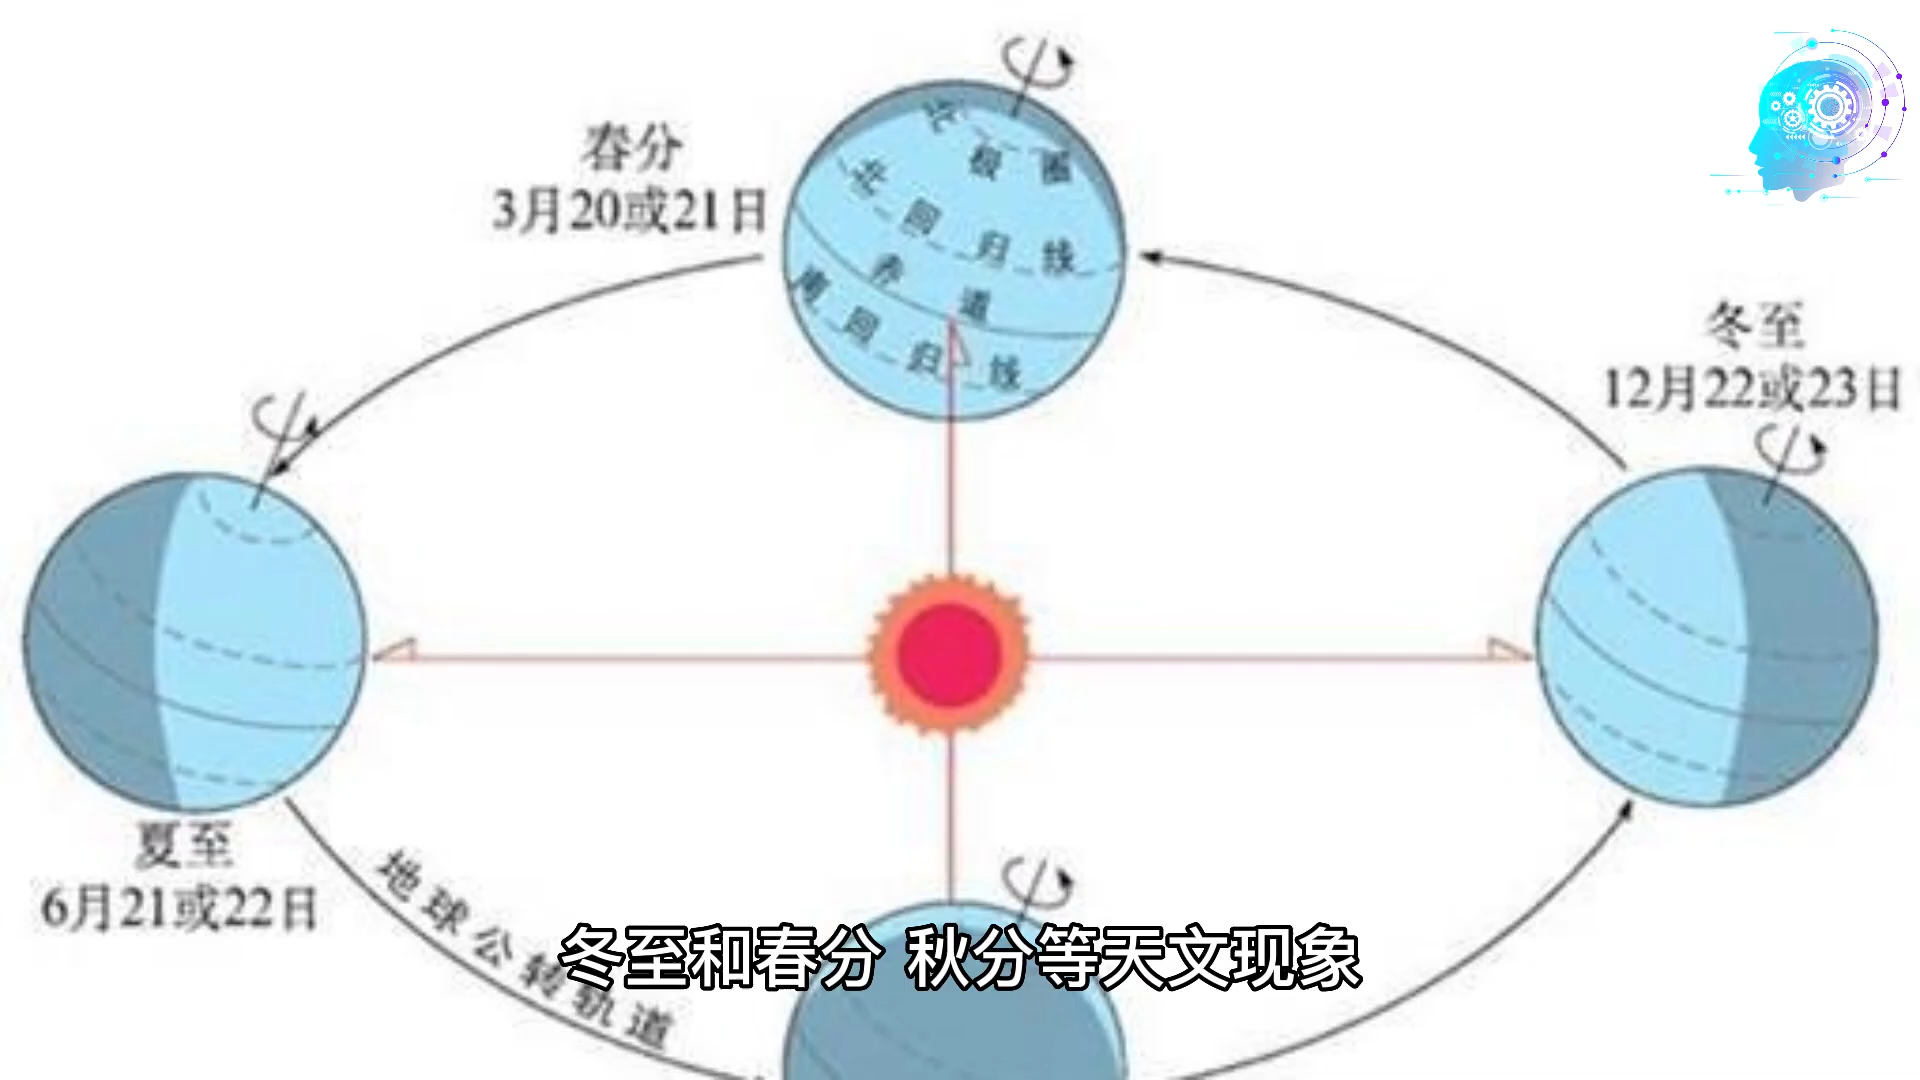 春分
3月20或21日
北极圈
北回归线
赤道
南回归线
冬至
12月22或23日
夏至
6月21或22日
地球公转轨道
冬至和春分 秋分等天文现象